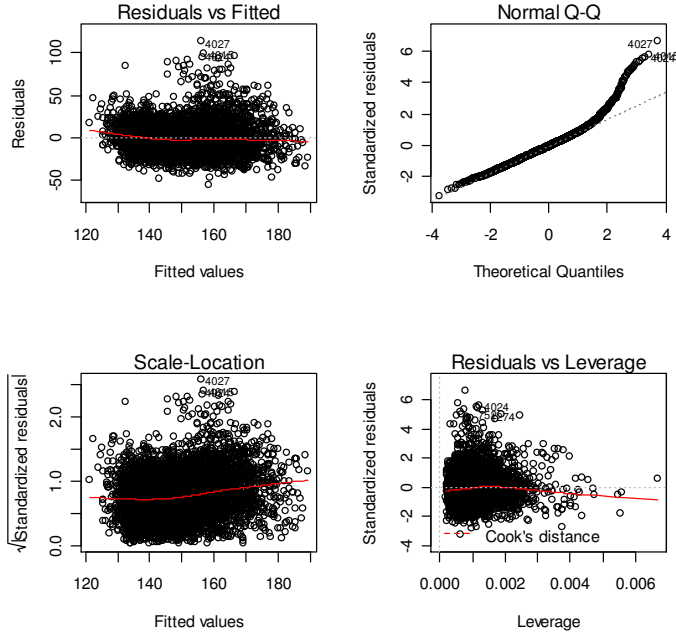 Residuals vs Fitted
Residuals
-50 0 50 100
4027
120 140 160 180
Fitted values
Normal Q-Q
Standardized residuals
-2 0 2 4 6
4027
-4 -2 0 2 4
Theoretical Quantiles
Scale-Location
√|Standardized residuals|
0.0 1.0 2.0
4027
120 140 160 180
Fitted values
Residuals vs Leverage
Standardized residuals
-4 -2 0 2 4 6
4024
Cook's distance
0.000 0.002 0.004 0.006
Leverage